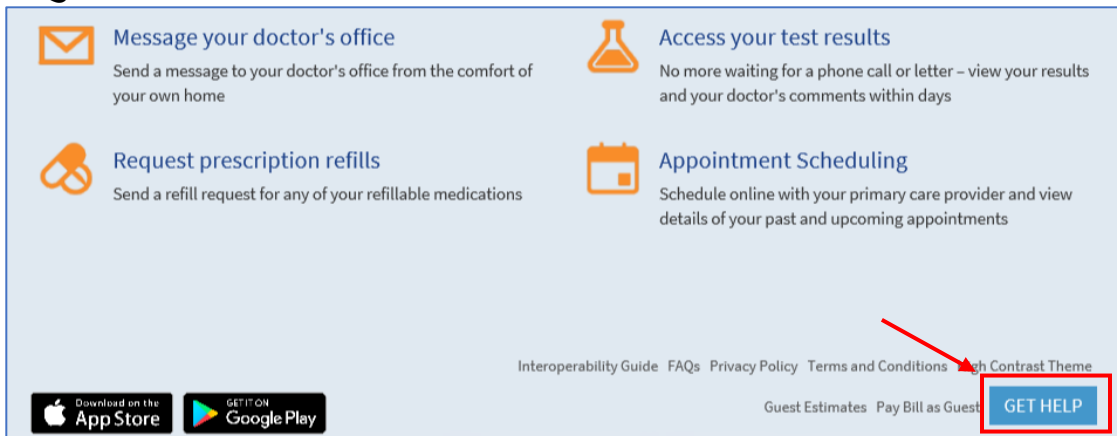 Message your doctor's office
Send a message to your doctor's office from the comfort of
your own home
Access your test results
No more waiting for a phone call or letter – view your results
and your doctor's comments within days
Request prescription refills
Send a refill request for any of your refillable medications
Appointment Scheduling
Schedule online with your primary care provider and view
details of your past and upcoming appointments
Interoperability Guide FAQs Privacy Policy Terms and Conditions Contrast Theme
Download on the
App Store
GET IT ON
Google Play
Guest Estimates Pay Bill as Guest
GET HELP